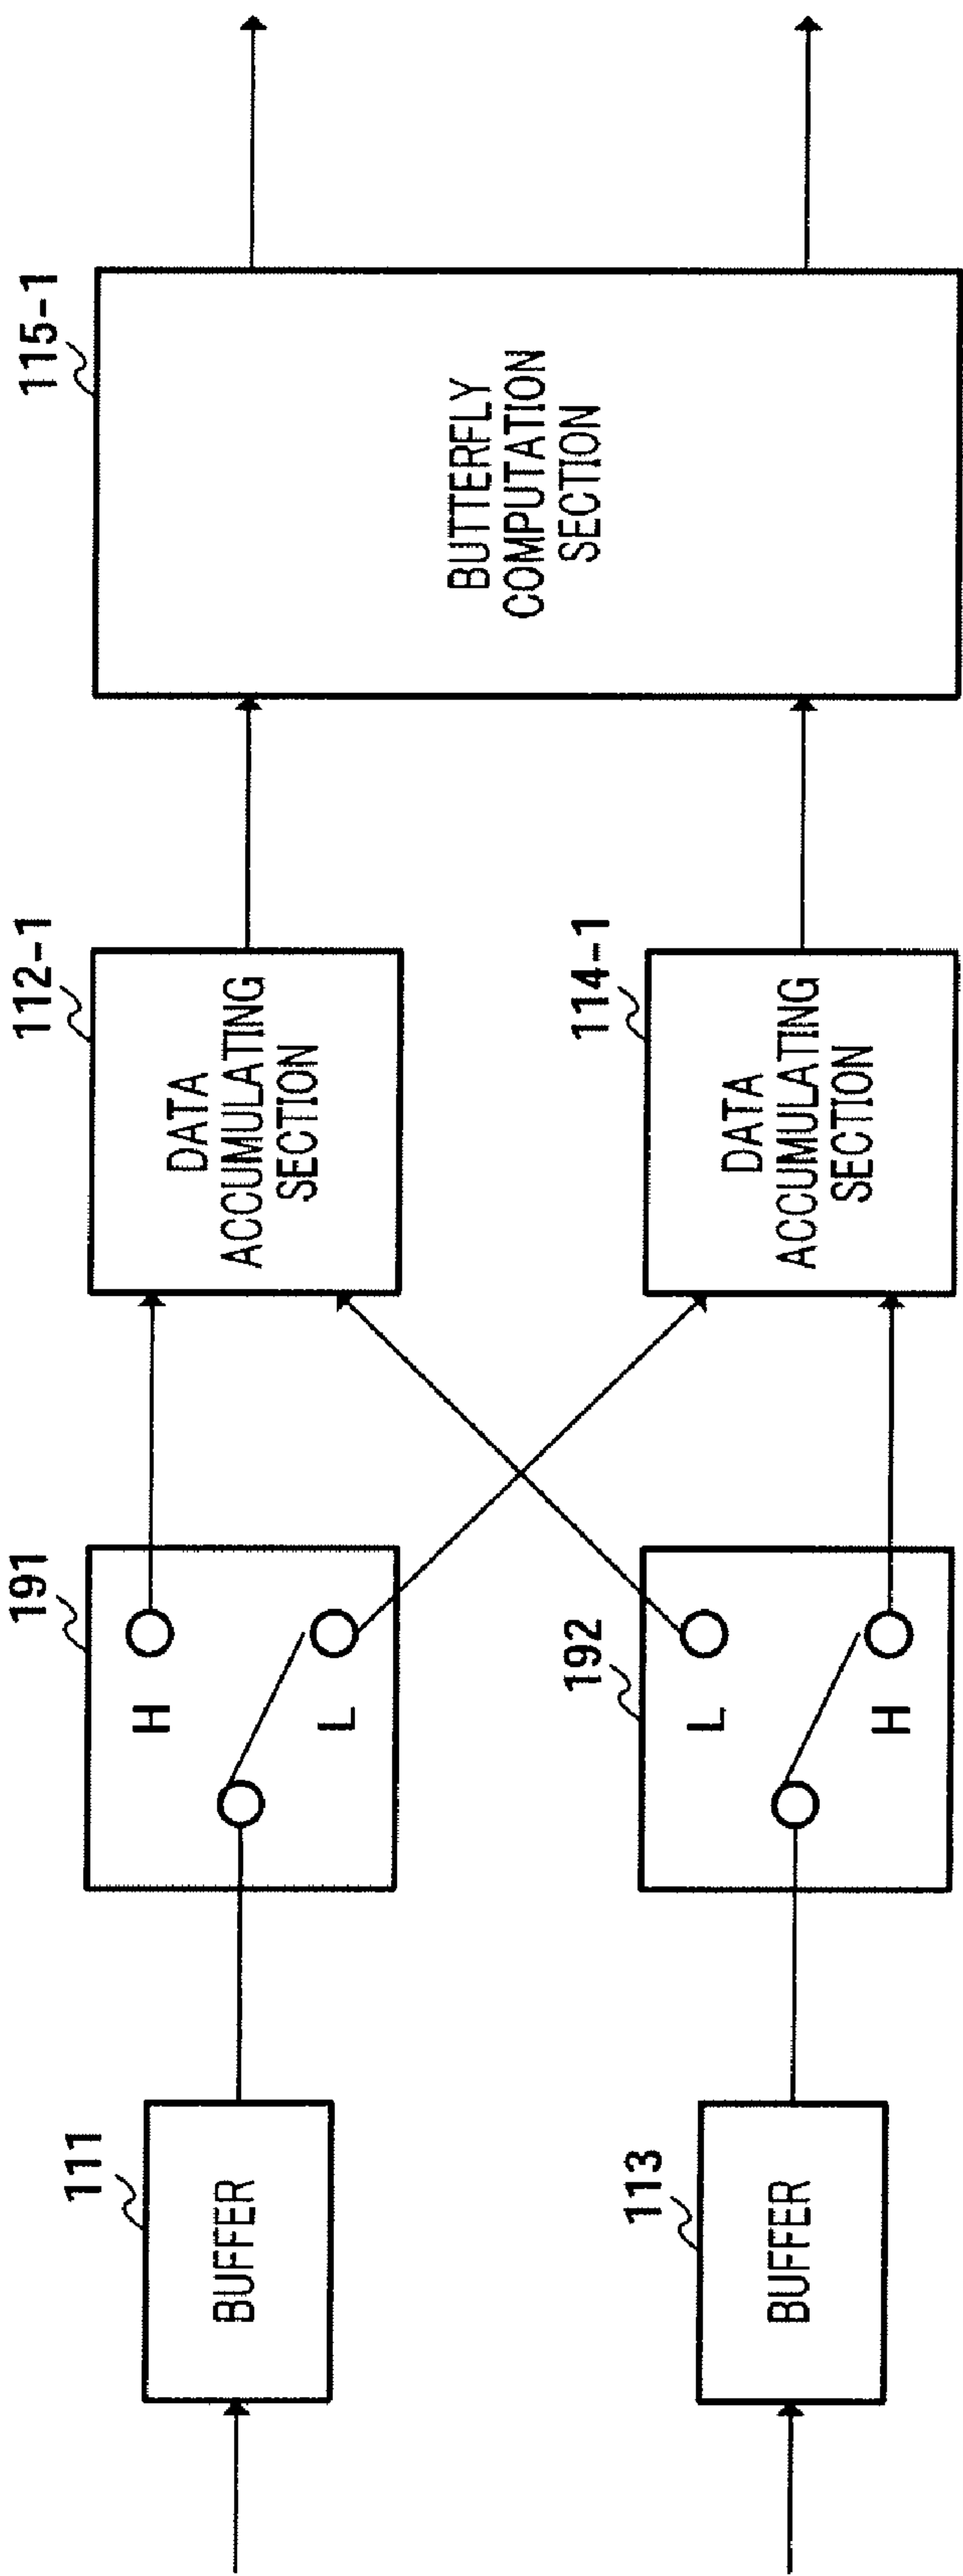 111
BUFFER
191
H
L
112-1
DATA
ACCUMULATING
SECTION
115-1
BUTTERFLY
COMPUTATION
SECTION
113
BUFFER
192
L
H
114-1
DATA
ACCUMULATING
SECTION